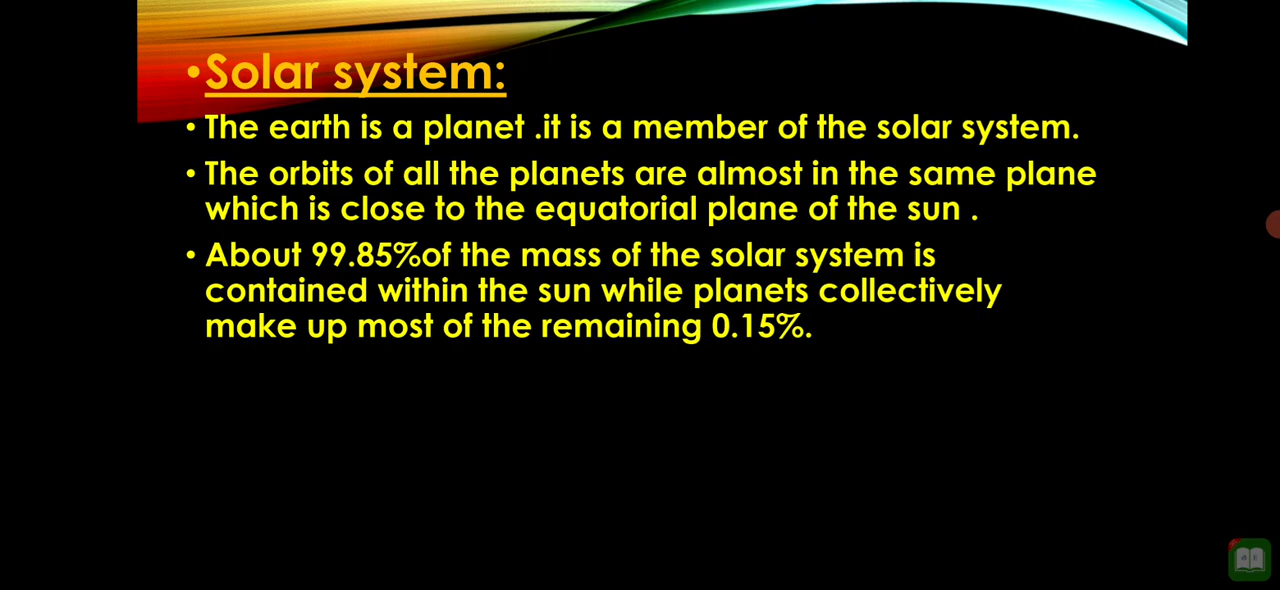 •Solar system:
• The earth is a planet .it is a member of the solar system.
• The orbits of all the planets are almost in the same plane
which is close to the equatorial plane of the sun .
• About 99.85%of the mass of the solar system is
contained within the sun while planets collectively
make up most of the remaining 0.15%.